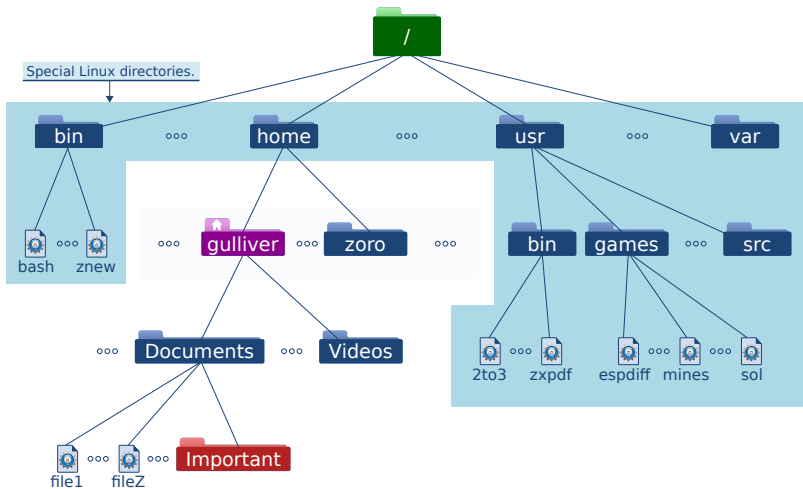 /
Special Linux directories.
bin
home
usr
var
gulliver
zoro
bin
games
src
bash
znew
Documents
Videos
2to3
zxpdf
espdiff
mines
sol
Important
file1
fileZ